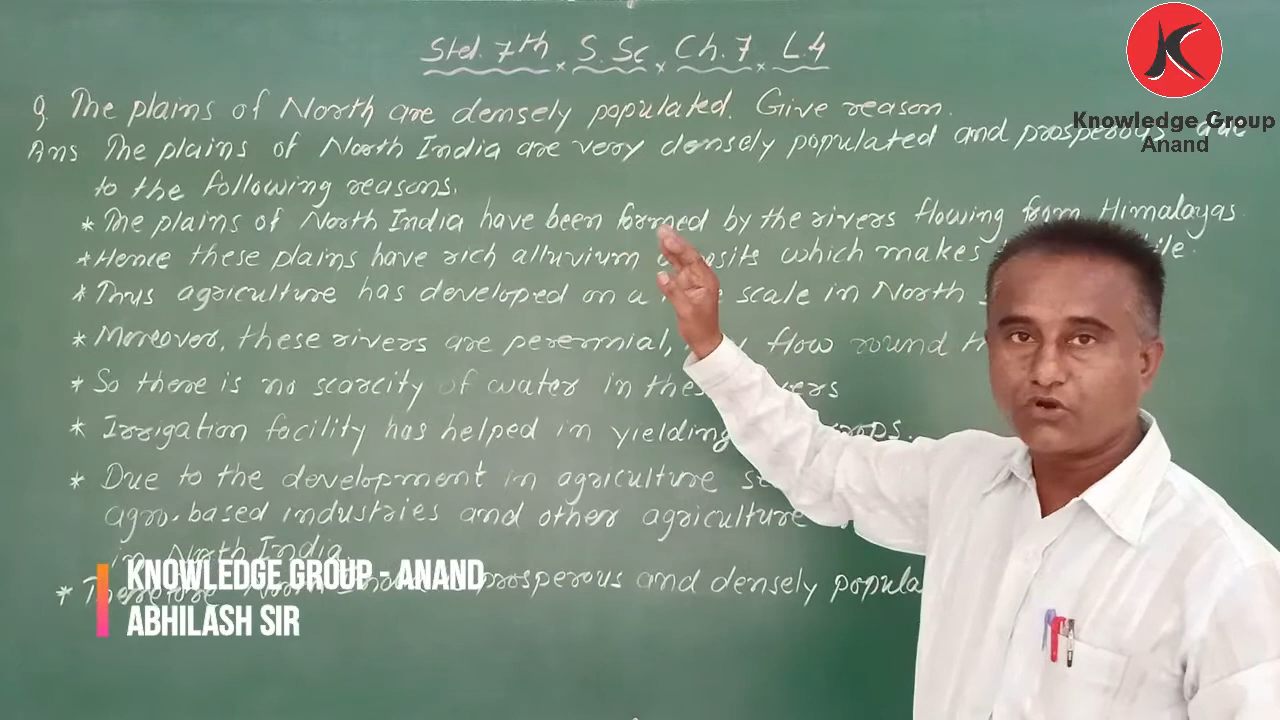 Std. 7th × S.Sc × Ch.7 × L.4
Q. The plains of North are densely populated. Give reason.
Ans The plains of North India are very densely populated and prosperous due
to the following reasons.
* The plains of North India have been formed by the rivers flowing from Himalayas.
* Hence these plains have rich alluvium which makes
* Thus agriculture has developed on a scale in North
* Moreover, these rivers are perennial, flow round
* So there is no scarcity of water in
* Irrigation facility has helped in yielding
* Due to the development in agriculture
agro-based industries and other agriculture
in North India.
* Therefore North India prosperous and densely
Knowledge Group
Anand
KNOWLEDGE GROUP - ANAND
ABHILASH SIR